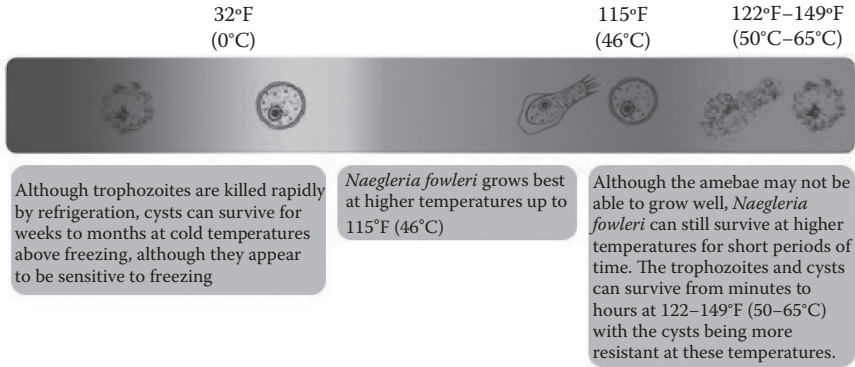 32ºF
(0°C)
115ºF
(46°C)
122ºF–149ºF
(50°C–65°C)
Although trophozoites are killed rapidly
by refrigeration, cysts can survive for
weeks to months at cold temperatures
above freezing, although they appear
to be sensitive to freezing
Naegleria fowleri grows best
at higher temperatures up to
115˚F (46˚C)
Although the amebae may not be
able to grow well, Naegleria
fowleri can still survive at higher
temperatures for short periods of
time. The trophozoites and cysts
can survive from minutes to
hours at 122–149˚F (50–65˚C)
with the cysts being more
resistant at these temperatures.